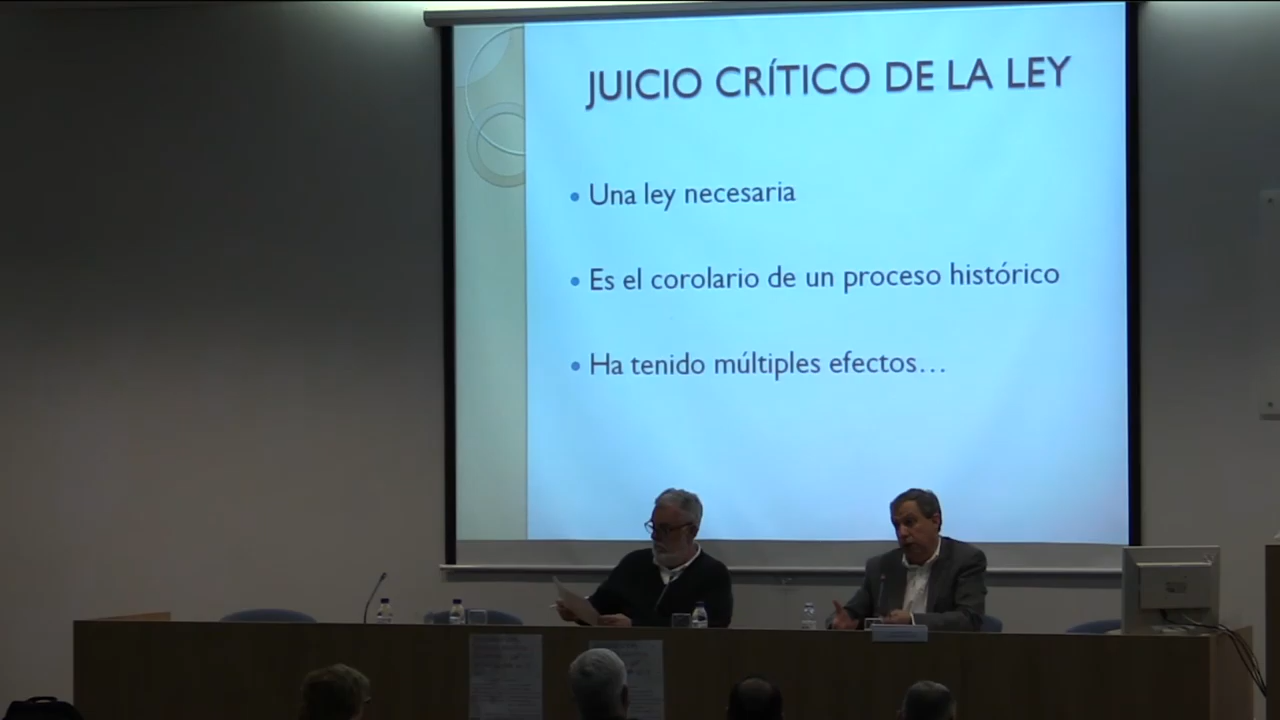 JUICIO CRÍTICO DE LA LEY
• Una ley necesaria
• Es el corolario de un proceso histórico
• Ha tenido múltiples efectos…